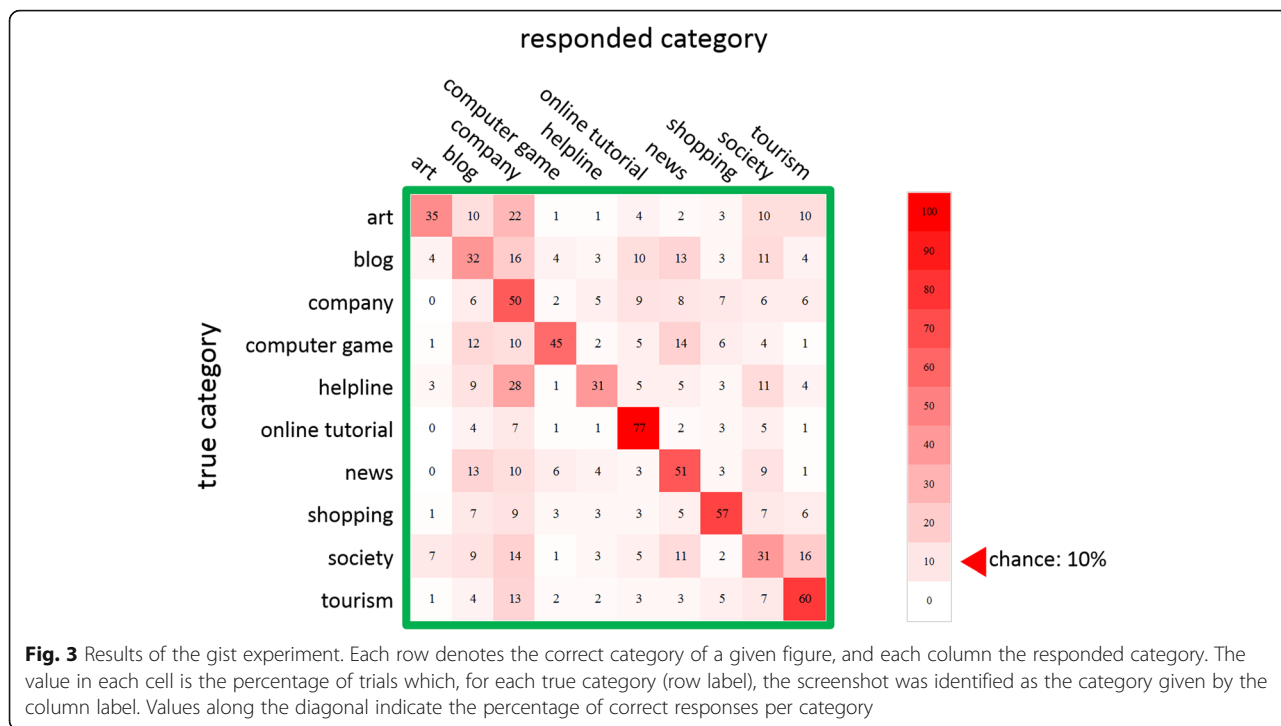 responded category
art
blog
company
computer game
helpline
online tutorial
news
shopping
society
tourism
true category
art 35 10 22 1 1 4 2 3 10 10
blog 4 32 16 4 3 10 13 3 11 4
company 0 6 50 2 5 9 8 7 6 6
computer game 1 12 10 45 2 5 14 6 4 1
helpline 3 9 28 1 31 5 5 3 11 4
online tutorial 0 4 7 1 1 77 2 3 5 1
news 0 13 10 6 4 3 51 3 9 1
shopping 1 7 9 3 3 3 5 57 7 6
society 7 9 14 1 3 5 11 2 31 16
tourism 1 4 13 2 2 3 3 5 7 60
100
90
80
70
60
50
40
30
20
10
0
chance: 10%
Fig. 3 Results of the gist experiment. Each row denotes the correct category of a given figure, and each column the responded category. The
value in each cell is the percentage of trials which, for each true category (row label), the screenshot was identified as the category given by the
column label. Values along the diagonal indicate the percentage of correct responses per category